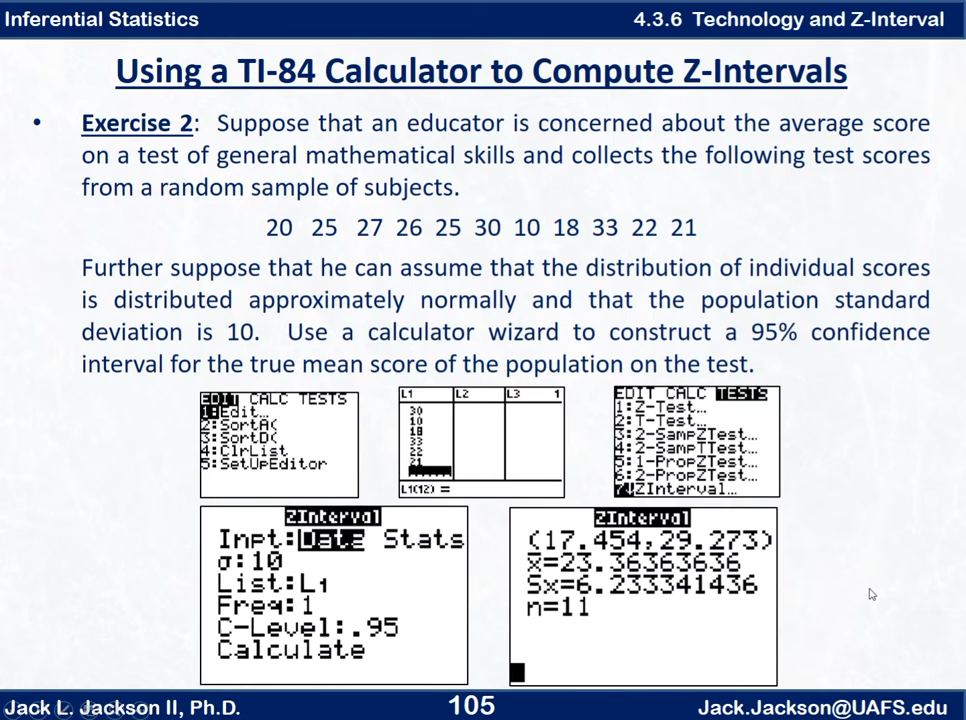 Inferential Statistics 4.3.6 Technology and Z-Interval
Using a TI-84 Calculator to Compute Z-Intervals
• Exercise 2: Suppose that an educator is concerned about the average score
on a test of general mathematical skills and collects the following test scores
from a random sample of subjects.
20 25 27 26 25 30 10 18 33 22 21
Further suppose that he can assume that the distribution of individual scores
is distributed approximately normally and that the population standard
deviation is 10. Use a calculator wizard to construct a 95% confidence
interval for the true mean score of the population on the test.
EDIT CALC TESTS
1:Edit…
2:SortA(
3:SortD(
4:ClrList
5:SetUpEditor
L1 L2 L3 1
30
10
18
33
22
21
L1(12) =
EDIT CALC TESTS
1:Z-Test…
2:T-Test…
3:2-SampZTest…
4:2-SampTTest…
5:1-PropZTest…
6:2-PropZTest…
7↓ZInterval…
ZInterval
Inpt:Data Stats
σ:10
List:L1
Freq:1
C-Level:.95
Calculate
ZInterval
(17.454,29.273)
x̄=23.36363636
Sx=6.233341436
n=11
Jack L. Jackson II, Ph.D. 105 Jack.Jackson@UAFS.edu